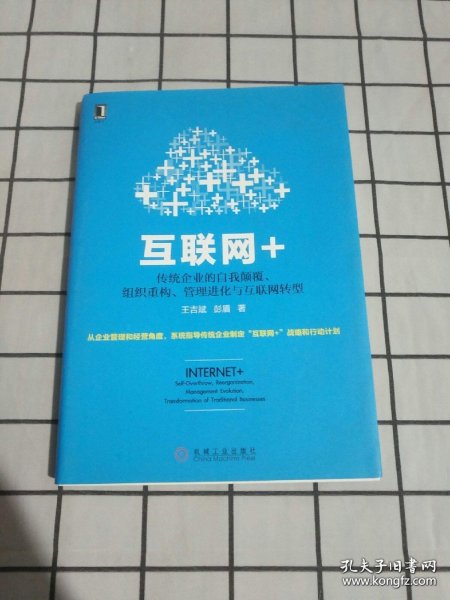 互联网+
传统企业的自我颠覆、
组织重构、管理进化与互联网转型
王吉斌 彭盾 著
从企业管理和经营角度，系统指导传统企业制定“互联网+”战略和行动计划
INTERNET+
Self-Overthrow, Reorganization,
Management Evolution,
Transformation of Traditional Businesses
机械工业出版社
China Machine Press
孔夫子旧书网
www.kongfz.com